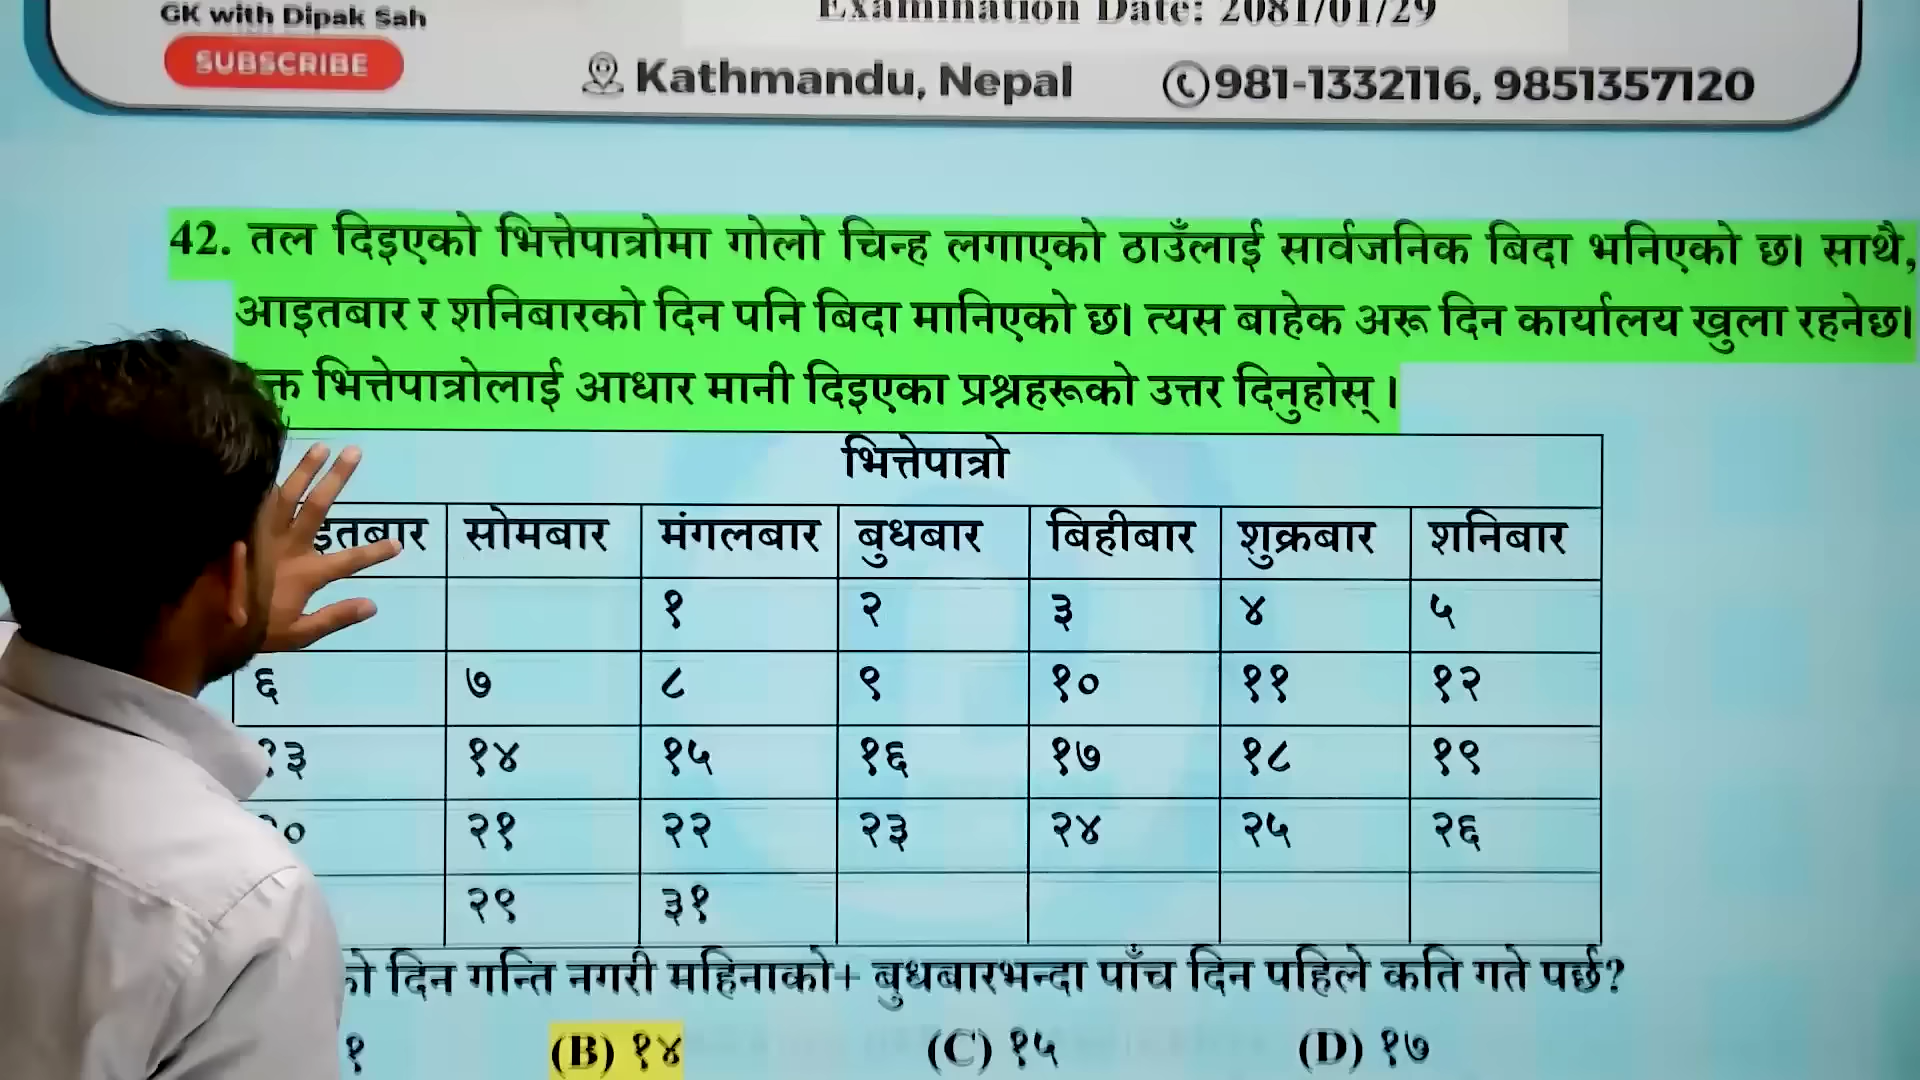 GK with Dipak Sah
SUBSCRIBE
Examination Date: 2081/01/29
Kathmandu, Nepal
981-1332116, 9851357120
42. तल दिइएको भित्तेपात्रोमा गोलो चिन्ह लगाएको ठाउँलाई सार्वजनिक बिदा भनिएको छ। साथै,
आइतबार र शनिबारको दिन पनि बिदा मानिएको छ। त्यस बाहेक अरू दिन कार्यालय खुला रहनेछ।
भित्तेपात्रोलाई आधार मानी दिइएका प्रश्नहरूको उत्तर दिनुहोस् ।
भित्तेपात्रो
इतबार सोमबार मंगलबार बुधबार बिहीबार शुक्रबार शनिबार
१ २ ३ ४ ५
६ ७ ८ ९ १० ११ १२
१३ १४ १५ १६ १७ १८ १९
२१ २२ २३ २४ २५ २६
२९ ३१
दिन गन्ति नगरी महिनाको+ बुधबारभन्दा पाँच दिन पहिले कति गते पर्छ?
१ (B) १४ (C) १५ (D) १७